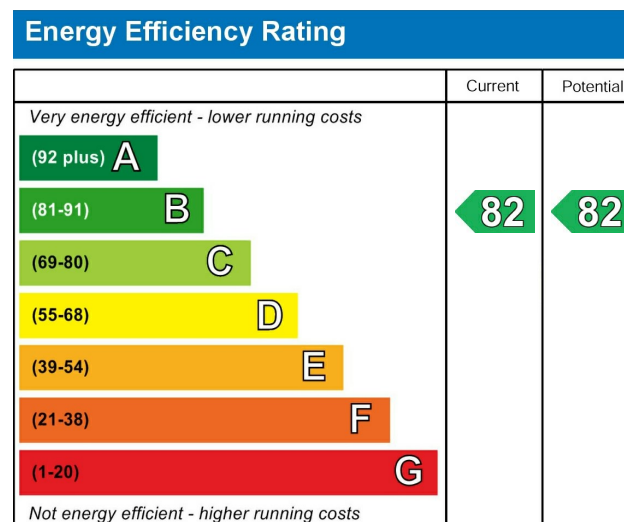 Energy Efficiency Rating
Current Potential
Very energy efficient - lower running costs
(92 plus) A
(81-91) B 82 82
(69-80) C
(55-68) D
(39-54) E
(21-38) F
(1-20) G
Not energy efficient - higher running costs